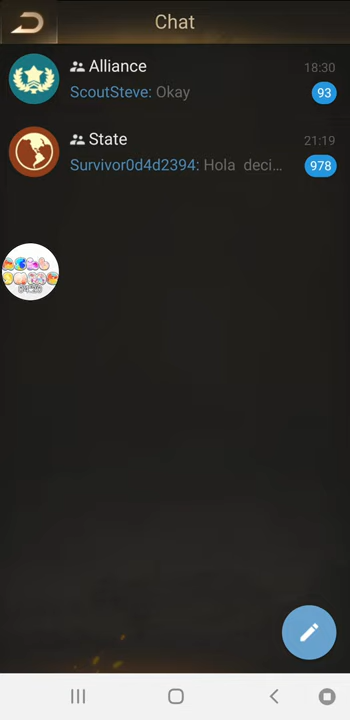 Chat
Alliance
18:30
ScoutSteve: Okay
93
State
21:19
Survivor0d4d2394: Hola deci...
978